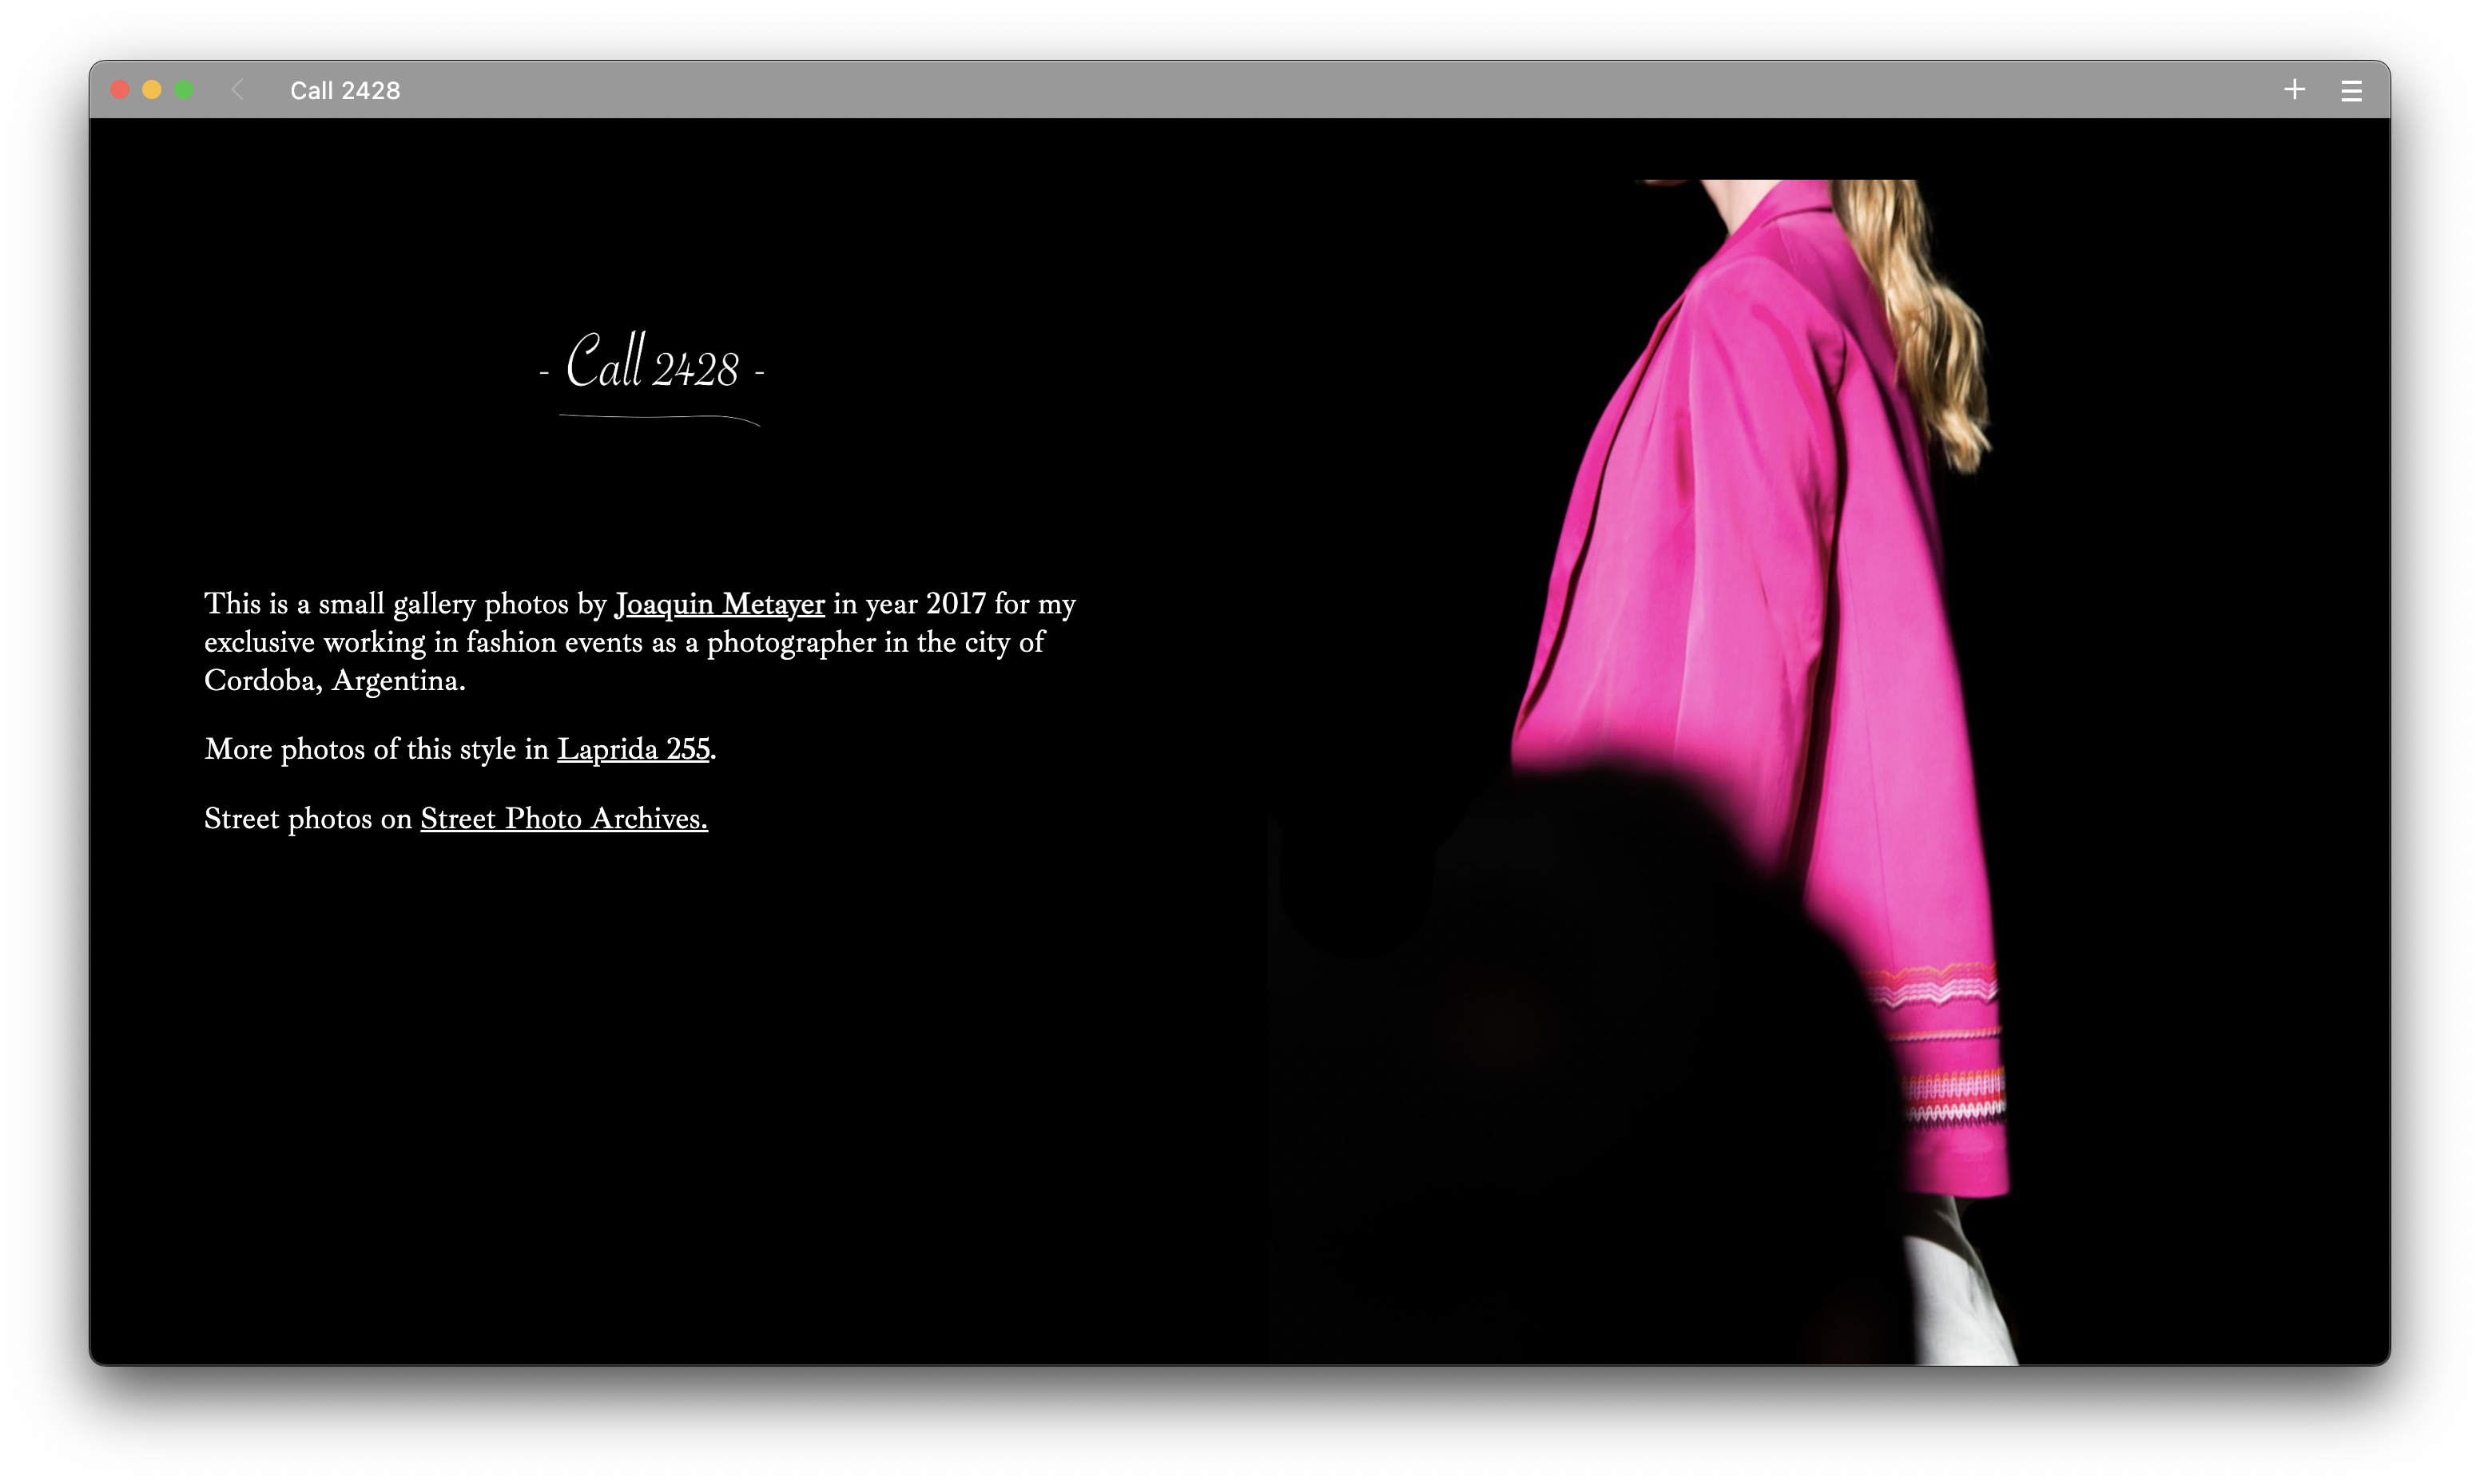 Call 2428
- Call 2428 -
This is a small gallery photos by Joaquin Metayer in year 2017 for my
exclusive working in fashion events as a photographer in the city of
Cordoba, Argentina.
More photos of this style in Laprida 255.
Street photos on Street Photo Archives.